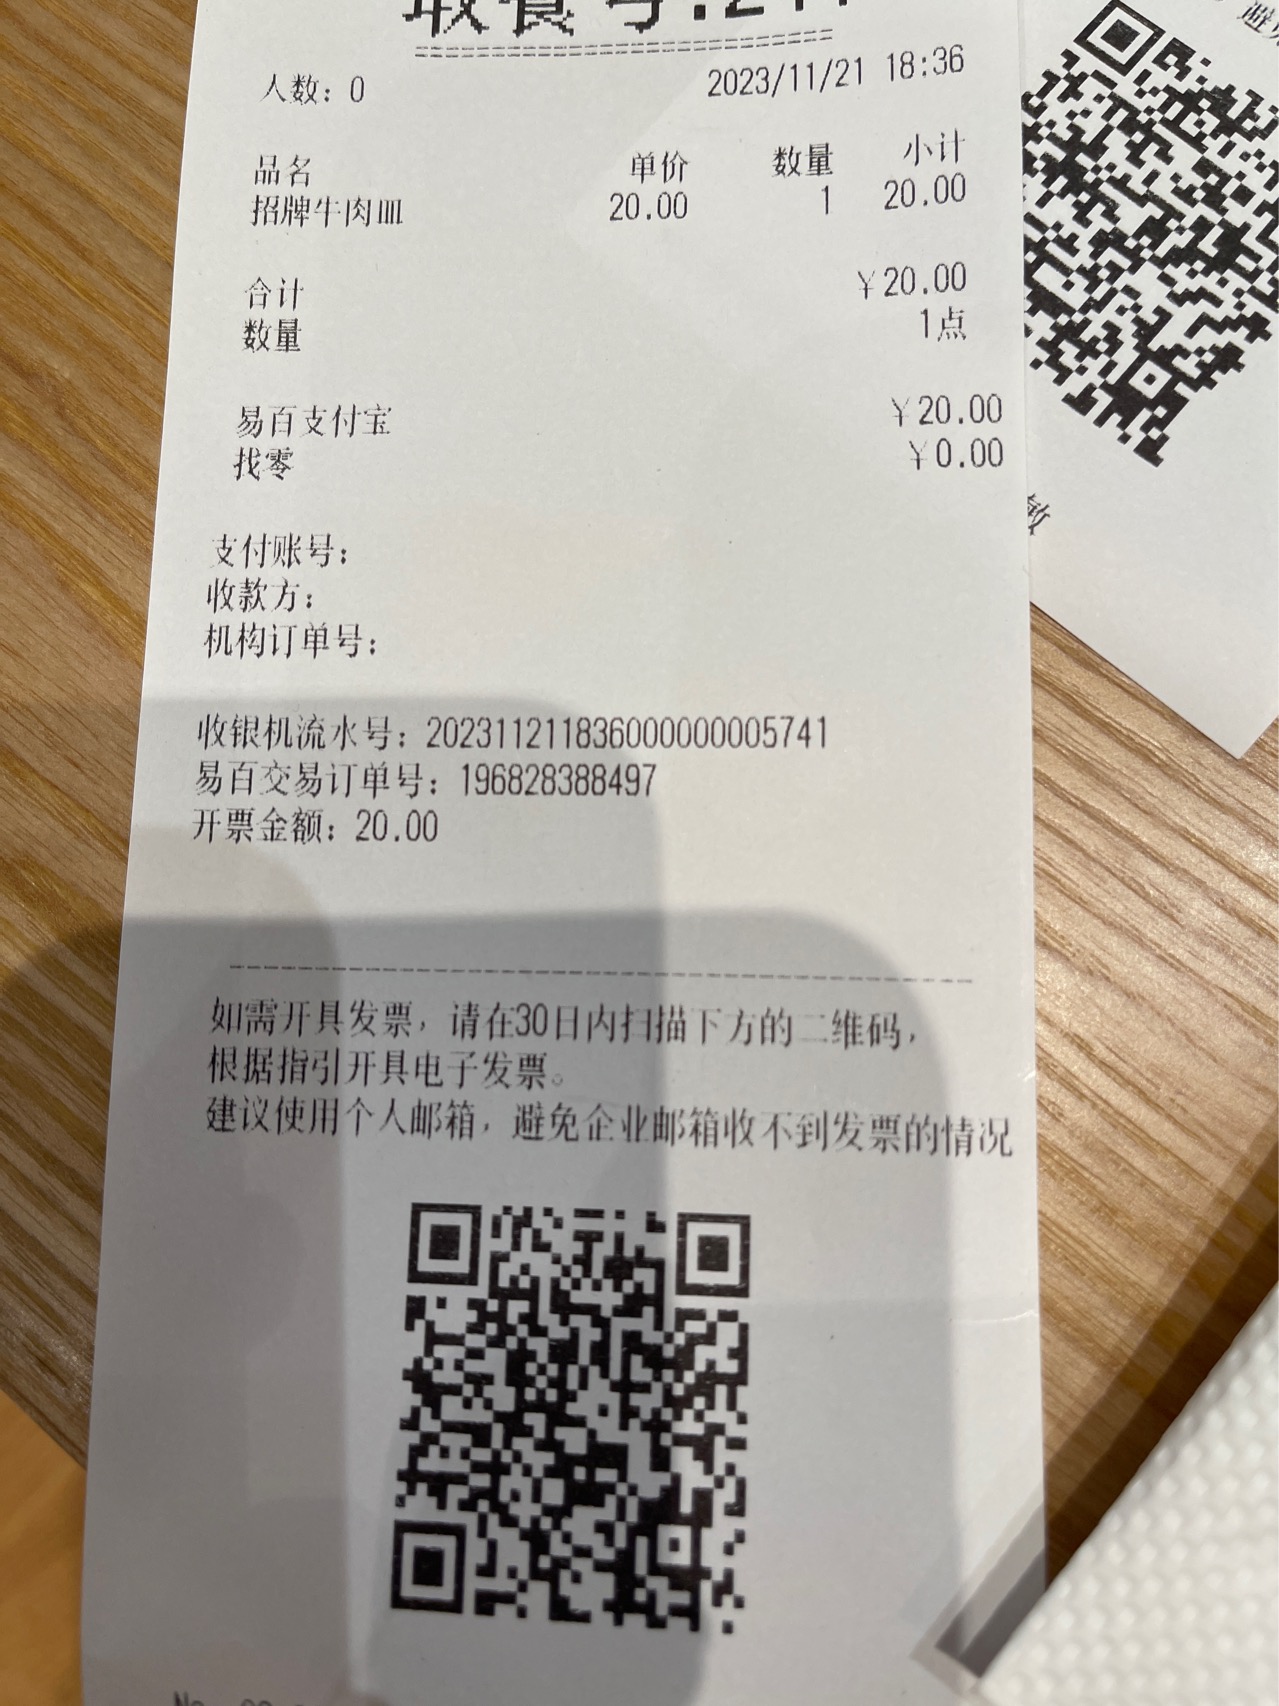 取餐号:
人数: 0 2023/11/21 18:36
品名 单价 数量 小计
招牌牛肉皿 20.00 1 20.00
合计 ¥20.00
数量 1点
易百支付宝 ¥20.00
找零 ¥0.00
支付账号:
收款方:
机构订单号:
收银机流水号: 2023112118360000000005741
易百交易订单号: 196828388497
开票金额: 20.00
如需开具发票, 请在30日内扫描下方的二维码,
根据指引开具电子发票。
建议使用个人邮箱, 避免企业邮箱收不到发票的情况